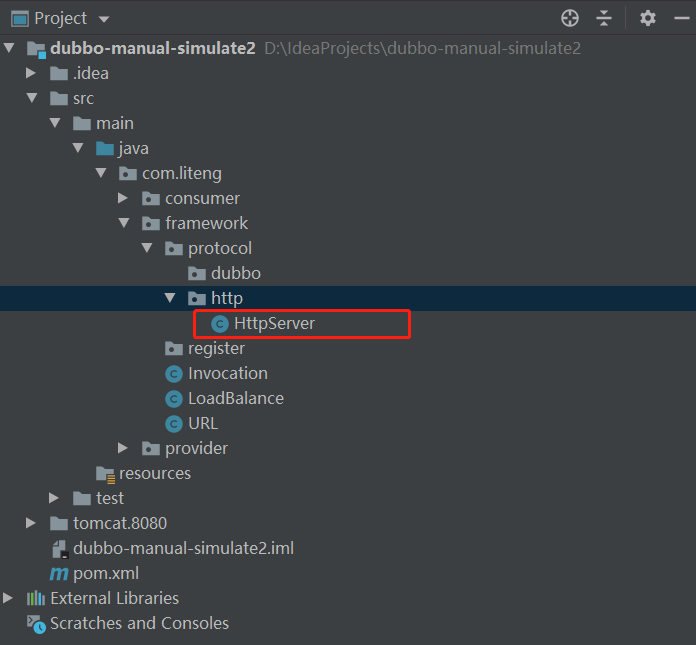 Project
dubbo-manual-simulate2 D:\IdeaProjects\dubbo-manual-simulate2
.idea
src
main
java
com.liteng
consumer
framework
protocol
dubbo
http
C HttpServer
register
C Invocation
C LoadBalance
C URL
provider
resources
test
tomcat.8080
dubbo-manual-simulate2.iml
m pom.xml
External Libraries
Scratches and Consoles